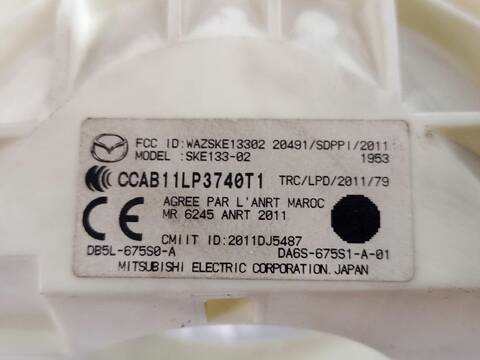 FCC ID:WAZSKE13302 20491/SDPPI/2011
MODEL :SKE133-02 1953
CCAB11LP3740T1 TRC/LPD/2011/79
CE AGREE PAR L'ANRT MAROC
MR 6245 ANRT 2011
CMIIT ID:2011DJ5487
DB5L-675S0-A DA6S-675S1-A-01
MITSUBISHI ELECTRIC CORPORATION.JAPAN